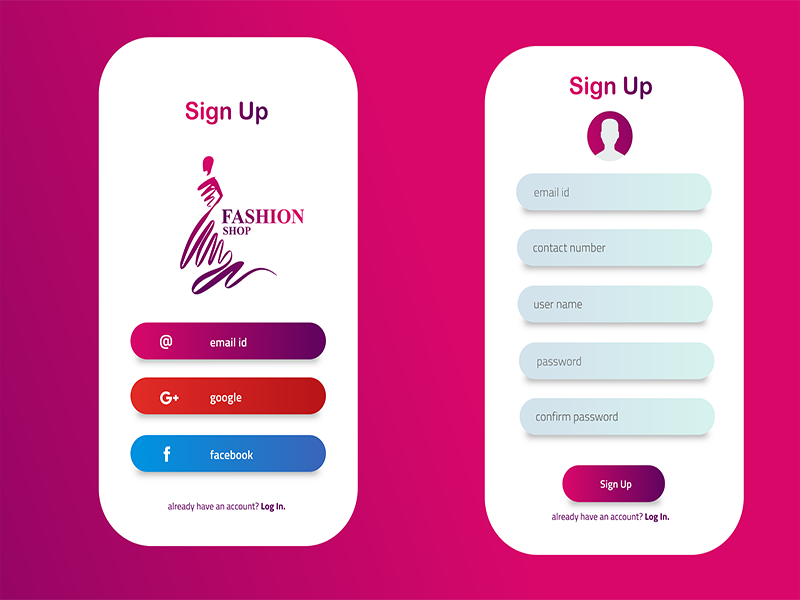 Sign Up
FASHION
SHOP
@ email id
G+ google
f facebook
already have an account? Log In.
Sign Up
email id
contact number
user name
password
confirm password
Sign Up
already have an account? Log In.